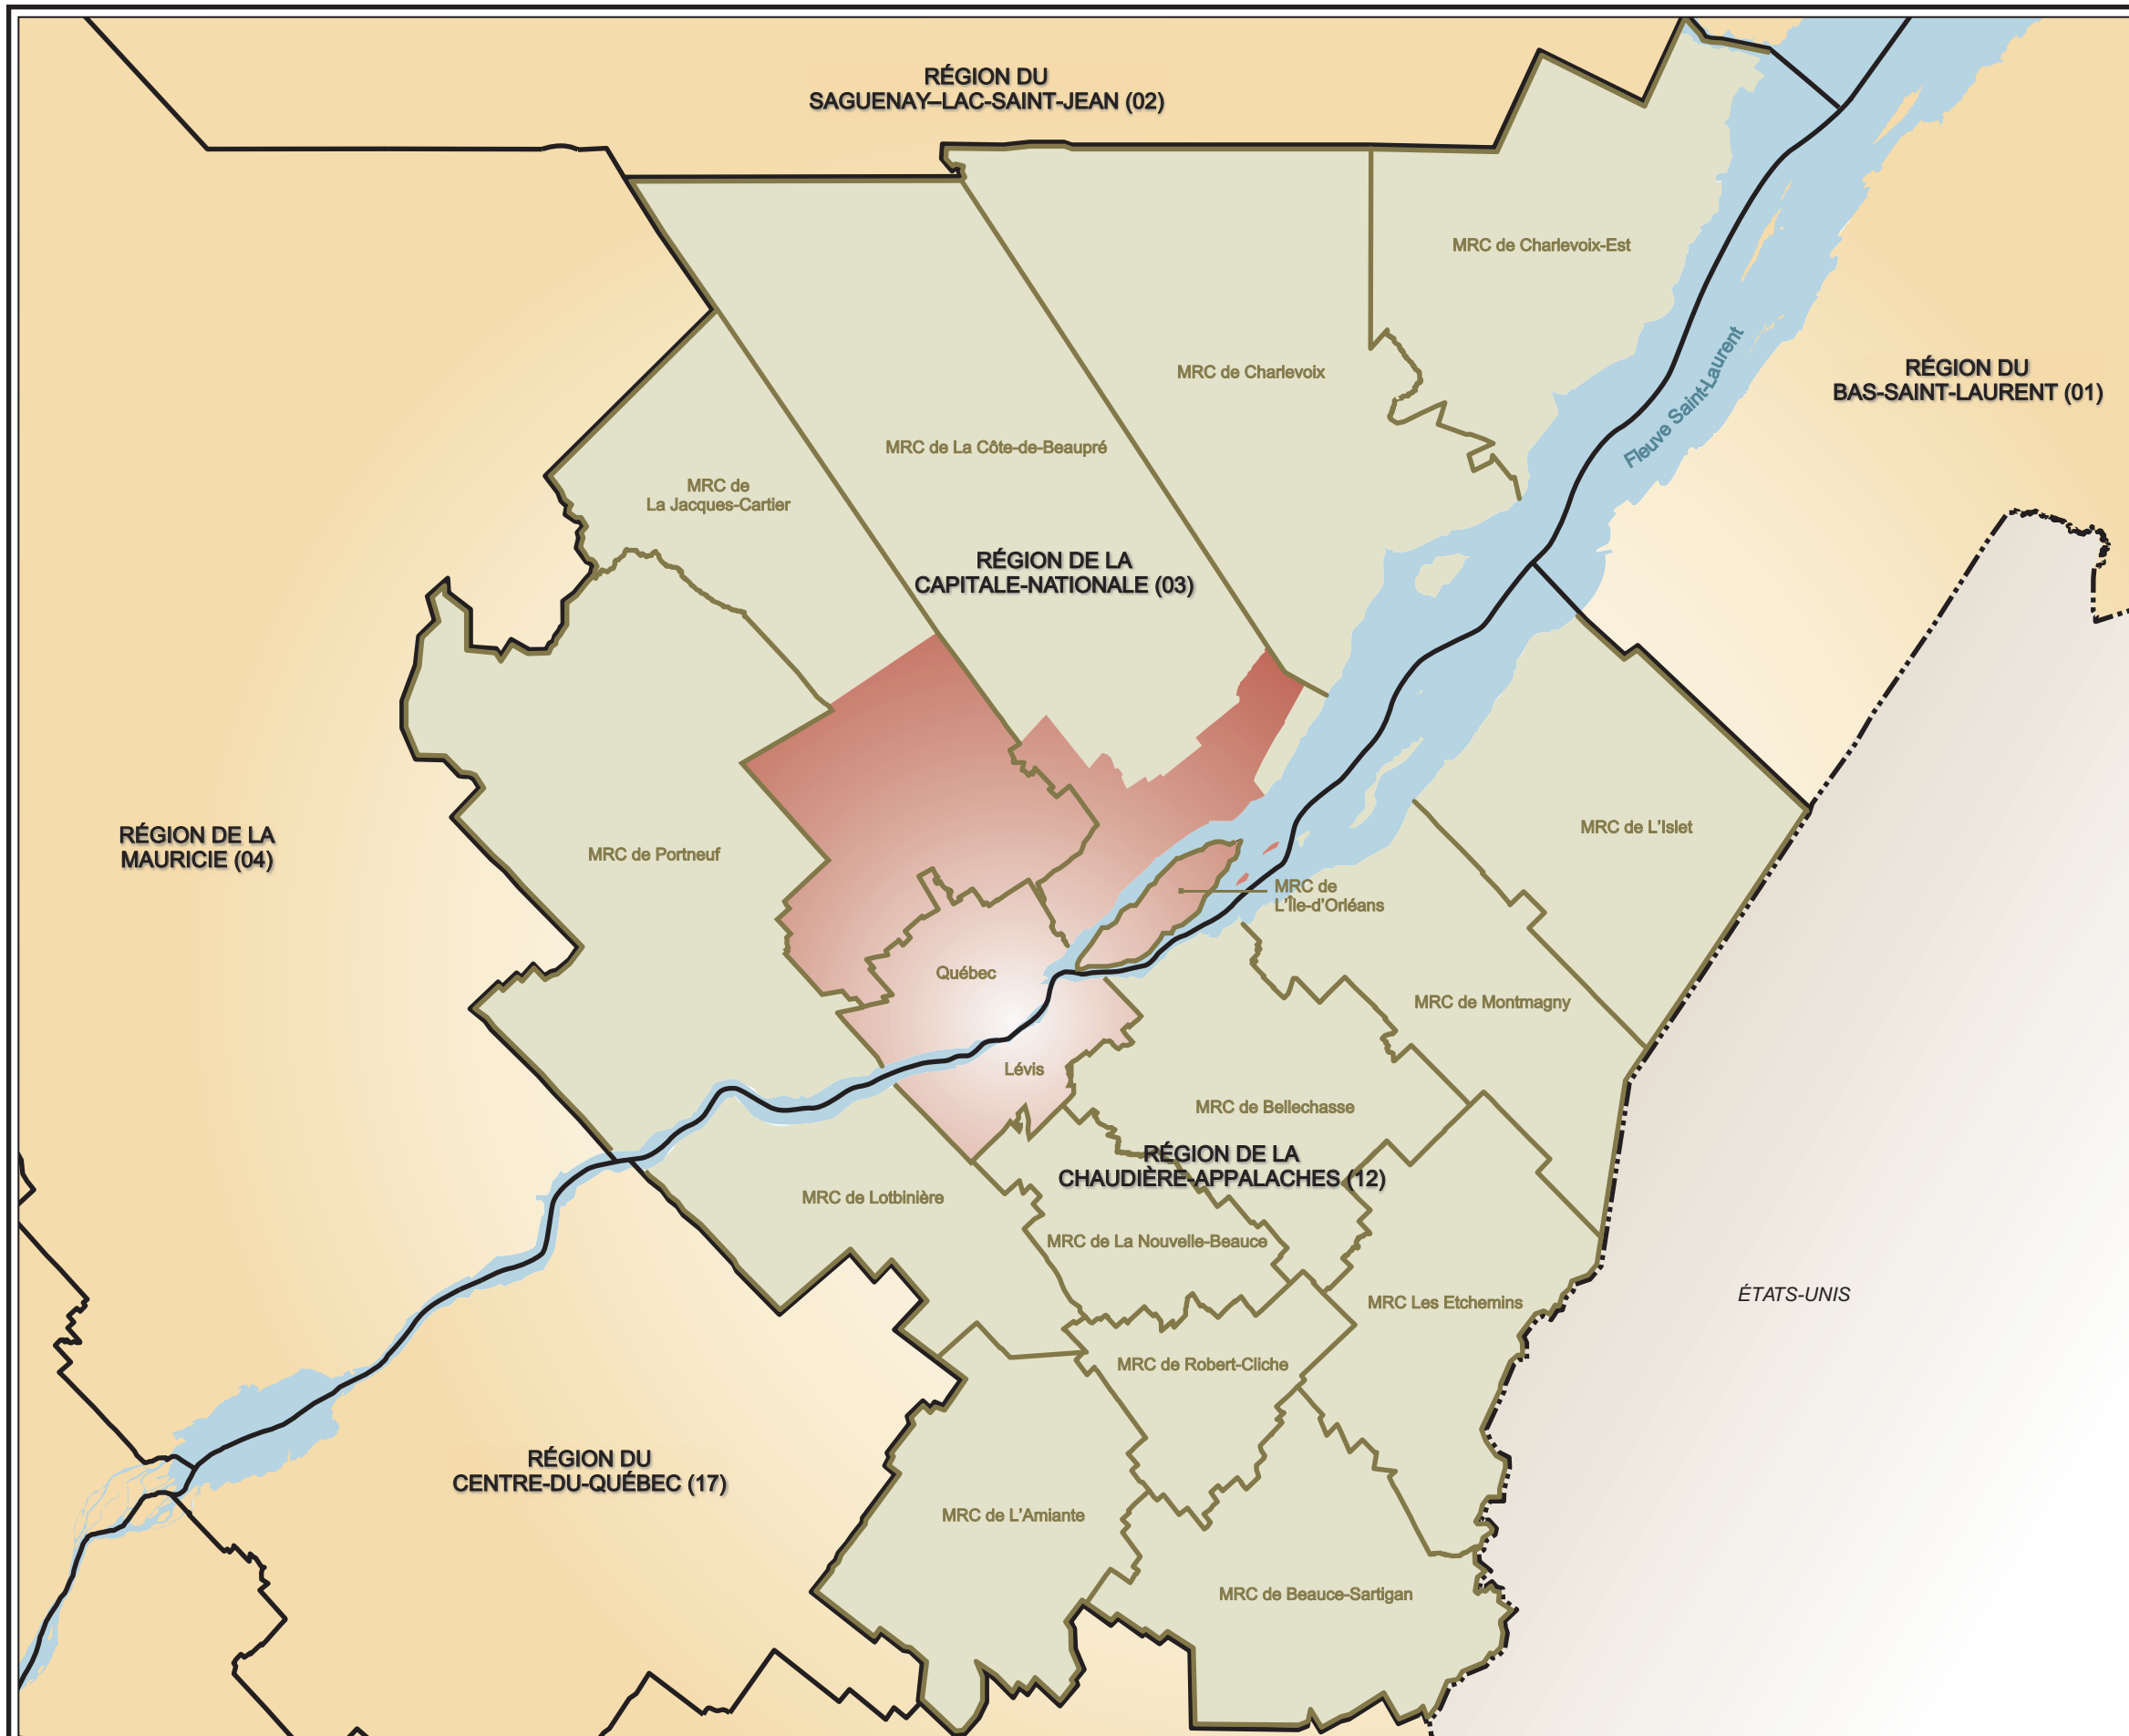 RÉGION DU
SAGUENAY–LAC-SAINT-JEAN (02)
MRC de Charlevoix-Est
MRC de Charlevoix
RÉGION DU
BAS-SAINT-LAURENT (01)
Fleuve Saint-Laurent
MRC de La Côte-de-Beaupré
MRC de
La Jacques-Cartier
RÉGION DE LA
CAPITALE-NATIONALE (03)
RÉGION DE LA
MAURICIE (04)
MRC de Portneuf
MRC de L'Islet
MRC de
L'Île-d'Orléans
Québec
MRC de Montmagny
Lévis
MRC de Bellechasse
RÉGION DE LA
CHAUDIÈRE-APPALACHES (12)
MRC de Lotbinière
MRC de La Nouvelle-Beauce
MRC Les Etchemins
ÉTATS-UNIS
MRC de Robert-Cliche
RÉGION DU
CENTRE-DU-QUÉBEC (17)
MRC de L'Amiante
MRC de Beauce-Sartigan